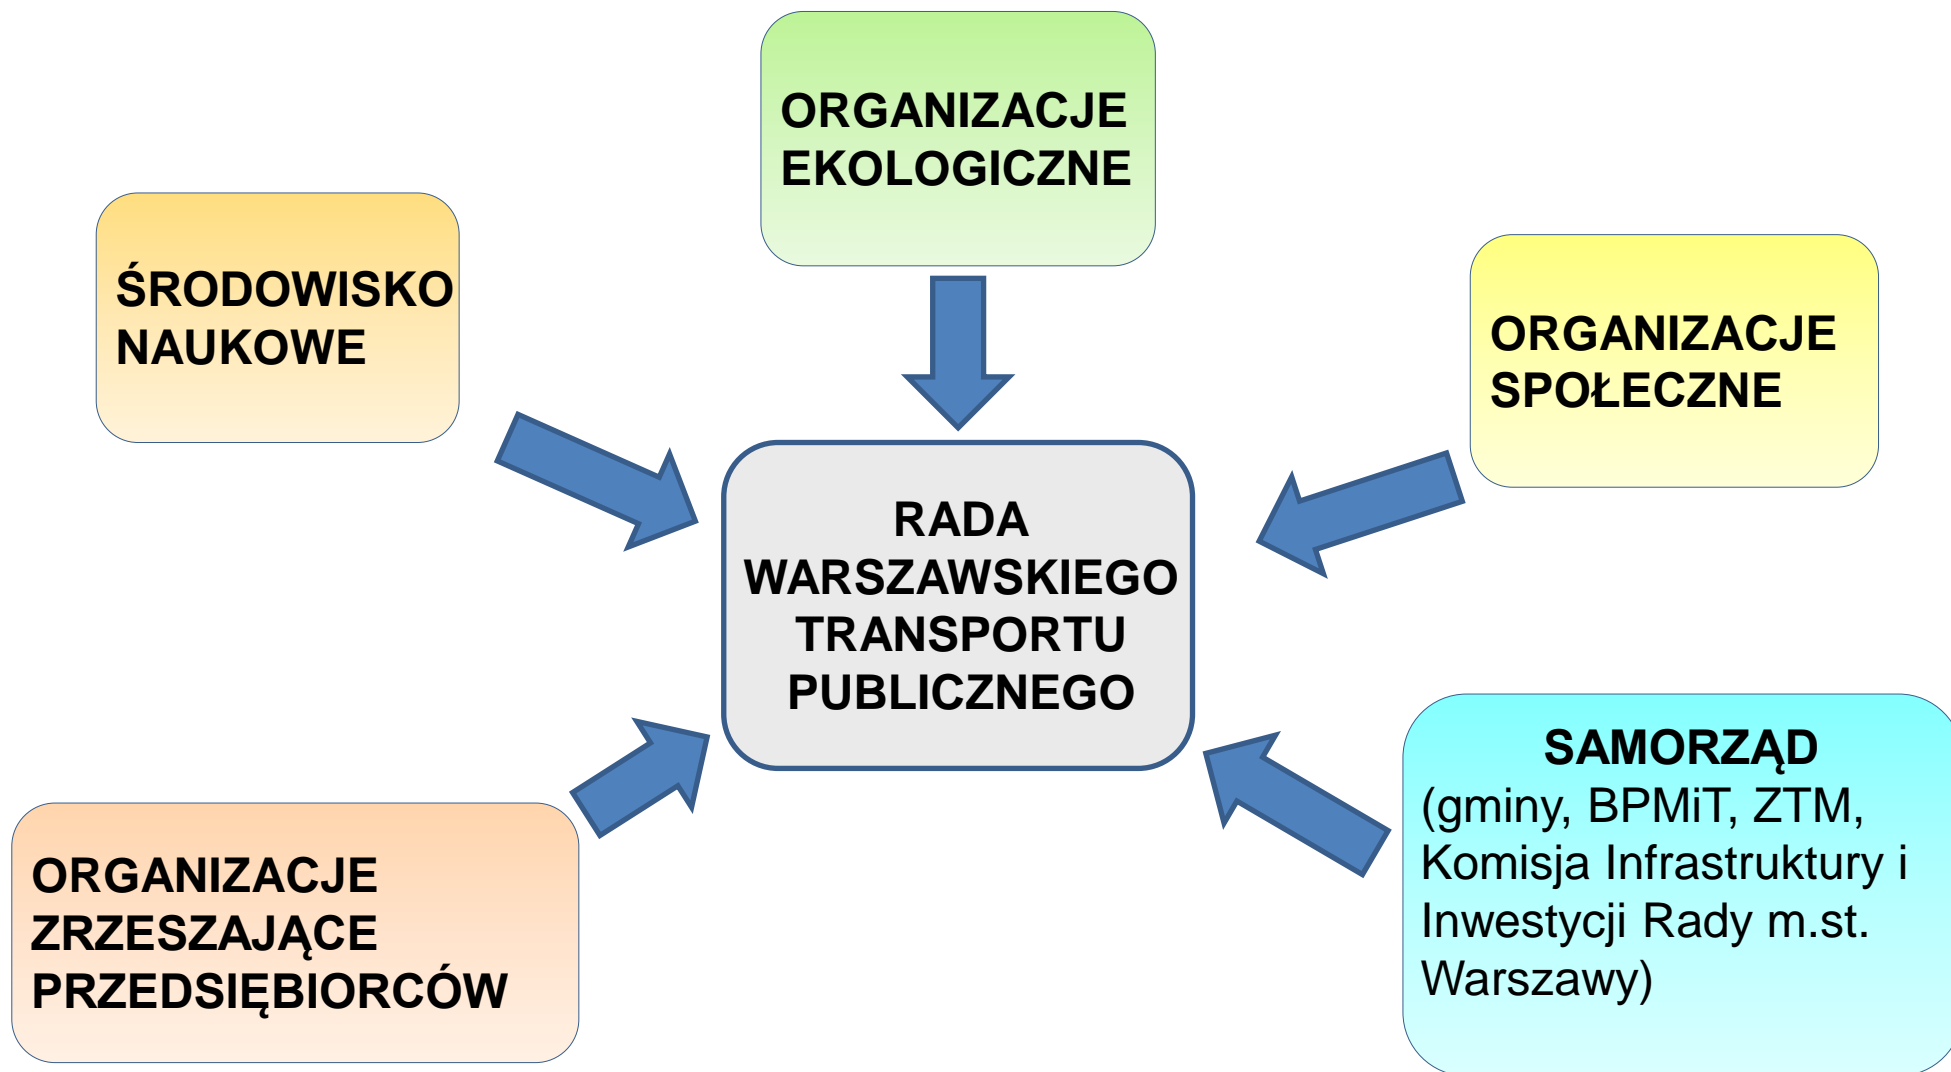 ORGANIZACJE
EKOLOGICZNE
ŚRODOWISKO
NAUKOWE
ORGANIZACJE
SPOŁECZNE
RADA
WARSZAWSKIEGO
TRANSPORTU
PUBLICZNEGO
ORGANIZACJE
ZRZESZAJĄCE
PRZEDSIĘBIORCÓW
SAMORZĄD
(gminy, BPMiT, ZTM,
Komisja Infrastruktury i
Inwestycji Rady m.st.
Warszawy)